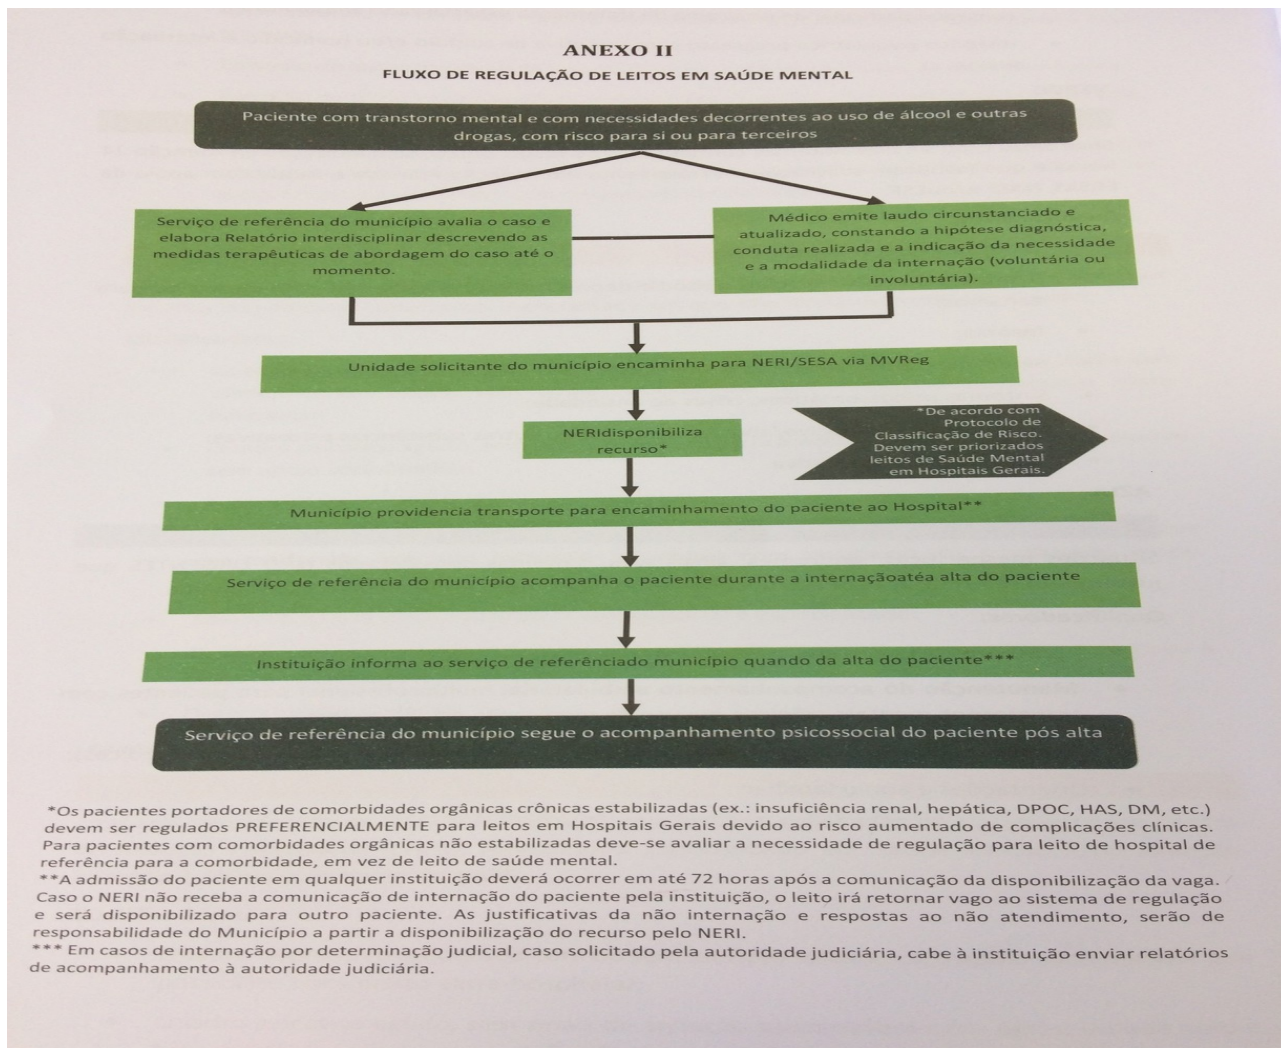 ANEXO II
FLUXO DE REGULAÇÃO DE LEITOS EM SAÚDE MENTAL
Paciente com transtorno mental e com necessidades decorrentes ao uso de álcool e outras
drogas, com risco para si ou para terceiros
Serviço de referência do município avalia o caso e
elabora Relatório interdisciplinar descrevendo as
medidas terapêuticas de abordagem do caso até o
momento.
Médico emite laudo circunstanciado e
atualizado, constando a hipótese diagnóstica,
conduta realizada e a indicação da necessidade
e a modalidade da internação (voluntária ou
involuntária).
Unidade solicitante do município encaminha para NERI/SESA via MVReg
NERIdisponibiliza
recurso*
*De acordo com
Protocolo de
Classificação de Risco.
Devem ser priorizados
leitos de Saúde Mental
em Hospitais Gerais.
Município providencia transporte para encaminhamento do paciente ao Hospital**
Serviço de referência do município acompanha o paciente durante a internaçãoatéa alta do paciente
Instituição informa ao serviço de referênciado município quando da alta do paciente***
Serviço de referência do município segue o acompanhamento psicossocial do paciente pós alta
*Os pacientes portadores de comorbidades orgânicas crônicas estabilizadas (ex.: insuficiência renal, hepática, DPOC, HAS, DM, etc.)
devem ser regulados PREFERENCIALMENTE para leitos em Hospitais Gerais devido ao risco aumentado de complicações clínicas.
Para pacientes com comorbidades orgânicas não estabilizadas deve-se avaliar a necessidade de regulação para leito de hospital de
referência para a comorbidade, em vez de leito de saúde mental.
**A admissão do paciente em qualquer instituição deverá ocorrer em até 72 horas após a comunicação da disponibilização da vaga.
Caso o NERI não receba a comunicação de internação do paciente pela instituição, o leito irá retornar vago ao sistema de regulação
e será disponibilizado para outro paciente. As justificativas da não internação e respostas ao não atendimento, serão de
responsabilidade do Município a partir a disponibilização do recurso pelo NERI.
*** Em casos de internação por determinação judicial, caso solicitado pela autoridade judiciária, cabe à instituição enviar relatórios
de acompanhamento à autoridade judiciária.